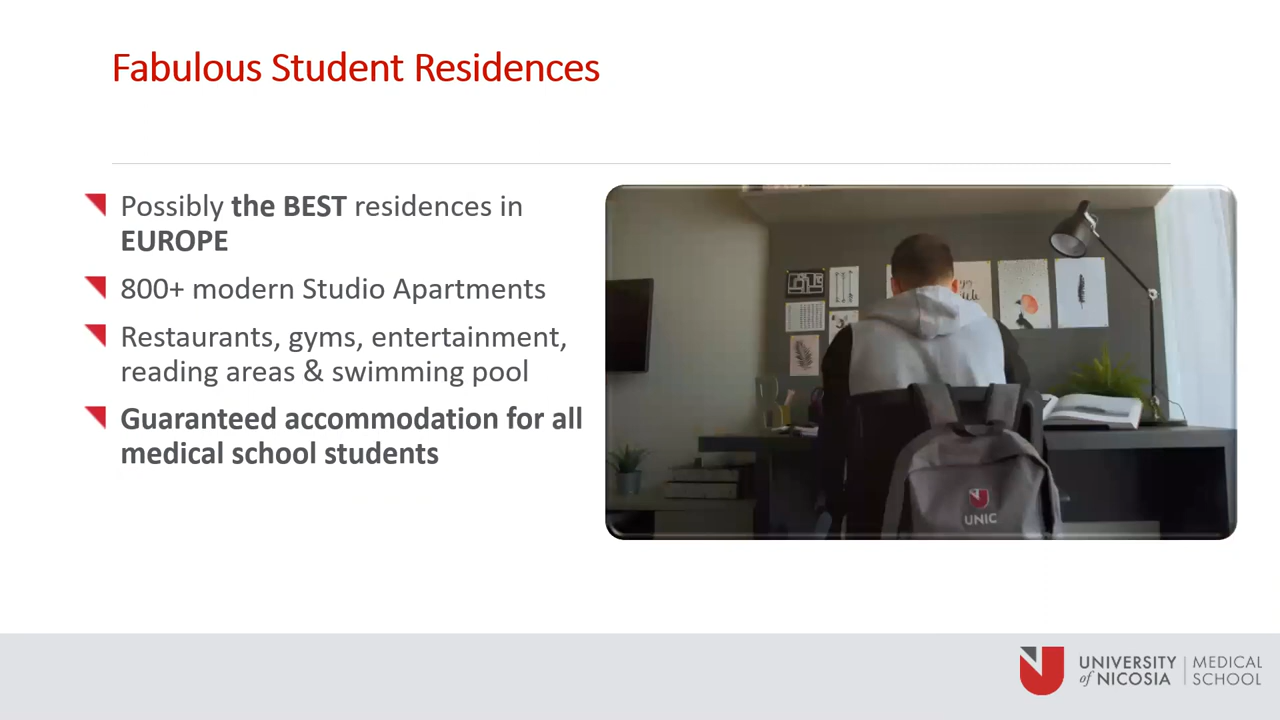 Fabulous Student Residences
Possibly the BEST residences in
EUROPE
800+ modern Studio Apartments
Restaurants, gyms, entertainment,
reading areas & swimming pool
Guaranteed accommodation for all
medical school students
UNIC
UNIVERSITY
of NICOSIA
MEDICAL
SCHOOL